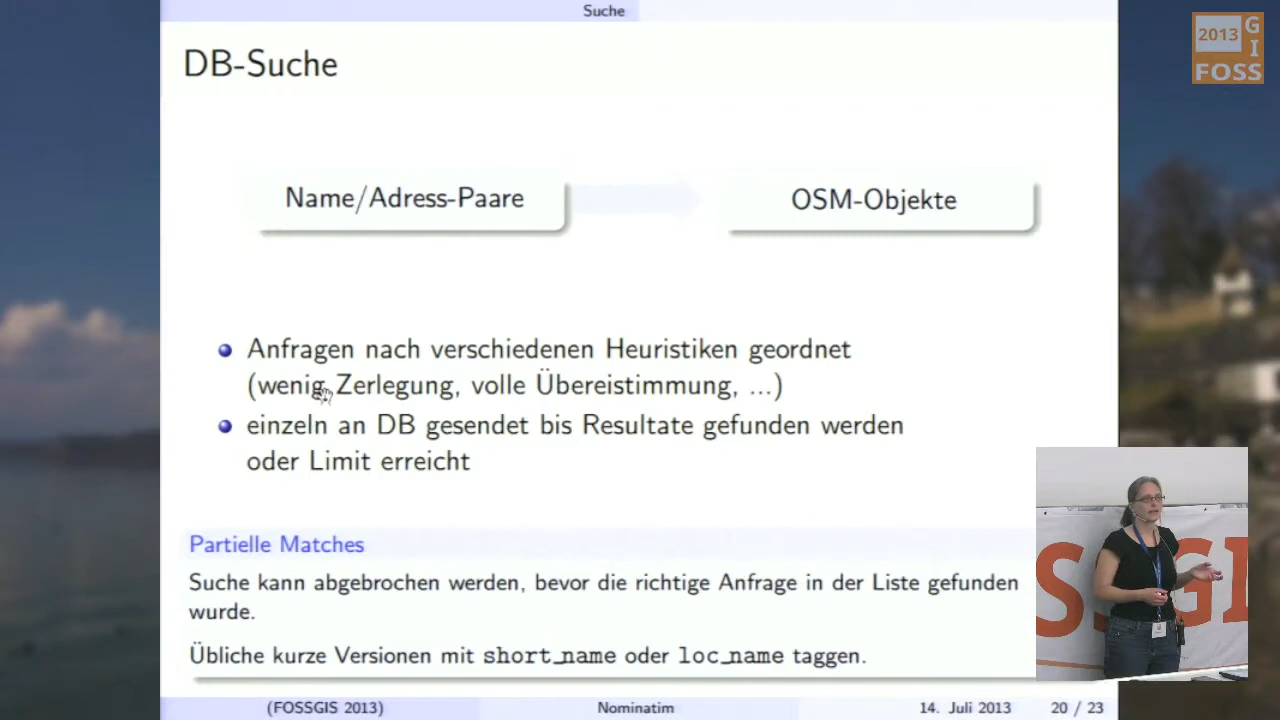 Suche
2013
G
I
FOSS
DB-Suche
Name/Adress-Paare
OSM-Objekte
Anfragen nach verschiedenen Heuristiken geordnet
(wenig Zerlegung, volle Übereistimmung, ...)
einzeln an DB gesendet bis Resultate gefunden werden
oder Limit erreicht
Partielle Matches
Suche kann abgebrochen werden, bevor die richtige Anfrage in der Liste gefunden
wurde.
Übliche kurze Versionen mit short_name oder loc_name taggen.
S GI
(FOSSGIS 2013)
Nominatim
14. Juli 2013
20 / 23